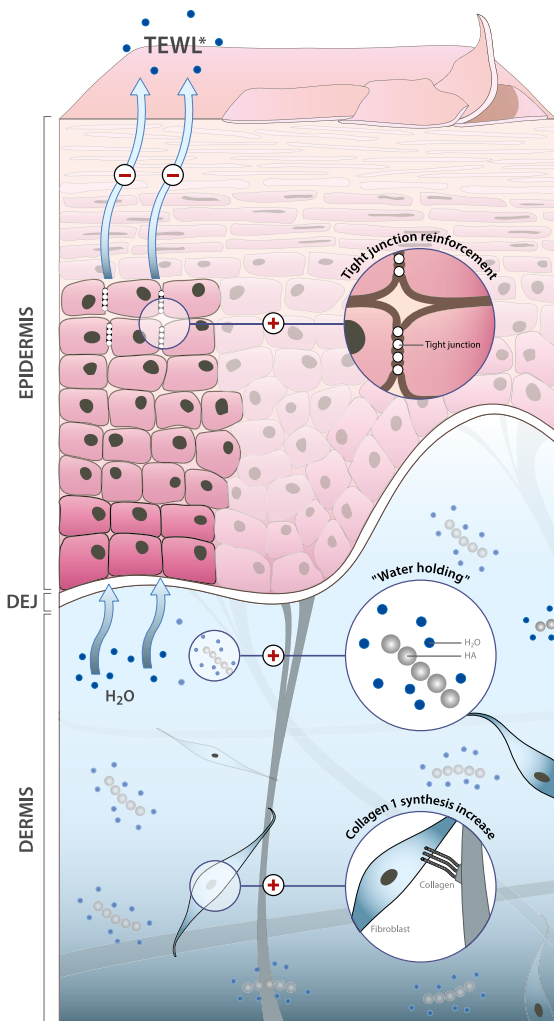 TEWL*
EPIDERMIS
Tight junction reinforcement
Tight junction
DEJ
"Water holding"
H₂O
HA
H₂O
DERMIS
Collagen 1 synthesis increase
Collagen
Fibroblast